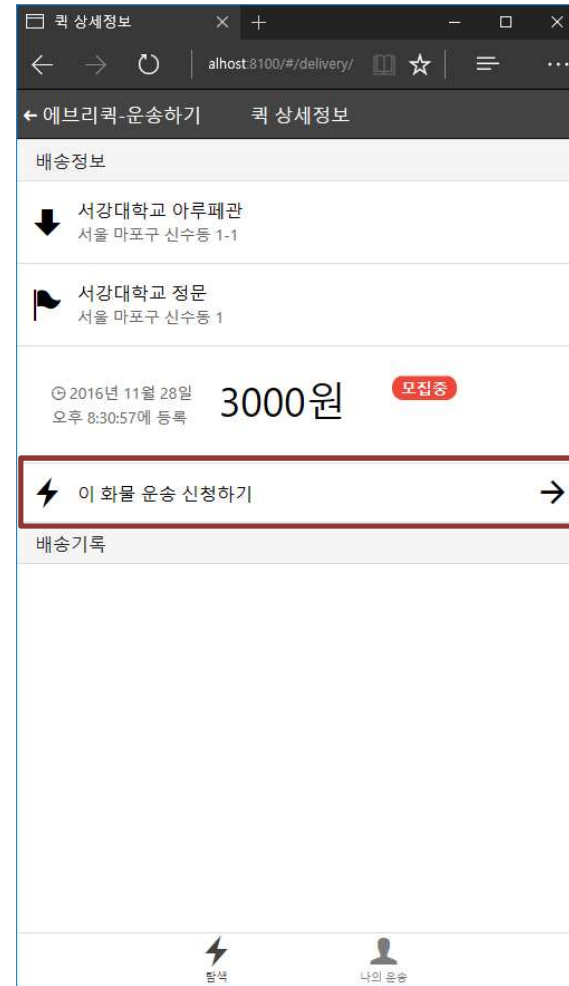 퀵 상세정보
alhost:8100/#/delivery/
에브리퀵-운송하기 퀵 상세정보
배송정보
서강대학교 아루페관
서울 마포구 신수동 1-1
서강대학교 정문
서울 마포구 신수동 1
2016년 11월 28일
오후 8:30:57에 등록
3000원
모집중
이 화물 운송 신청하기
배송기록
탐색
나의 운송